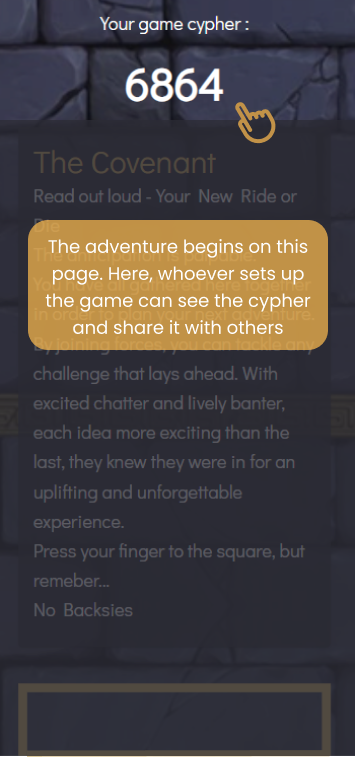 Your game cypher :
6864
The Covenant
Read out loud - Your New Ride or
Die
The anticipation is palpable.
The adventure begins on this
page. Here, whoever sets up
the game can see the cypher
and share it with others
You have all gathered here together
in order to plan your next adventure.
By joining forces, you can tackle any
challenge that lays ahead. With
excited chatter and lively banter,
each idea more exciting than the
last, they knew they were in for an
uplifting and unforgettable
experience.
Press your finger to the square, but
remeber...
No Backsies